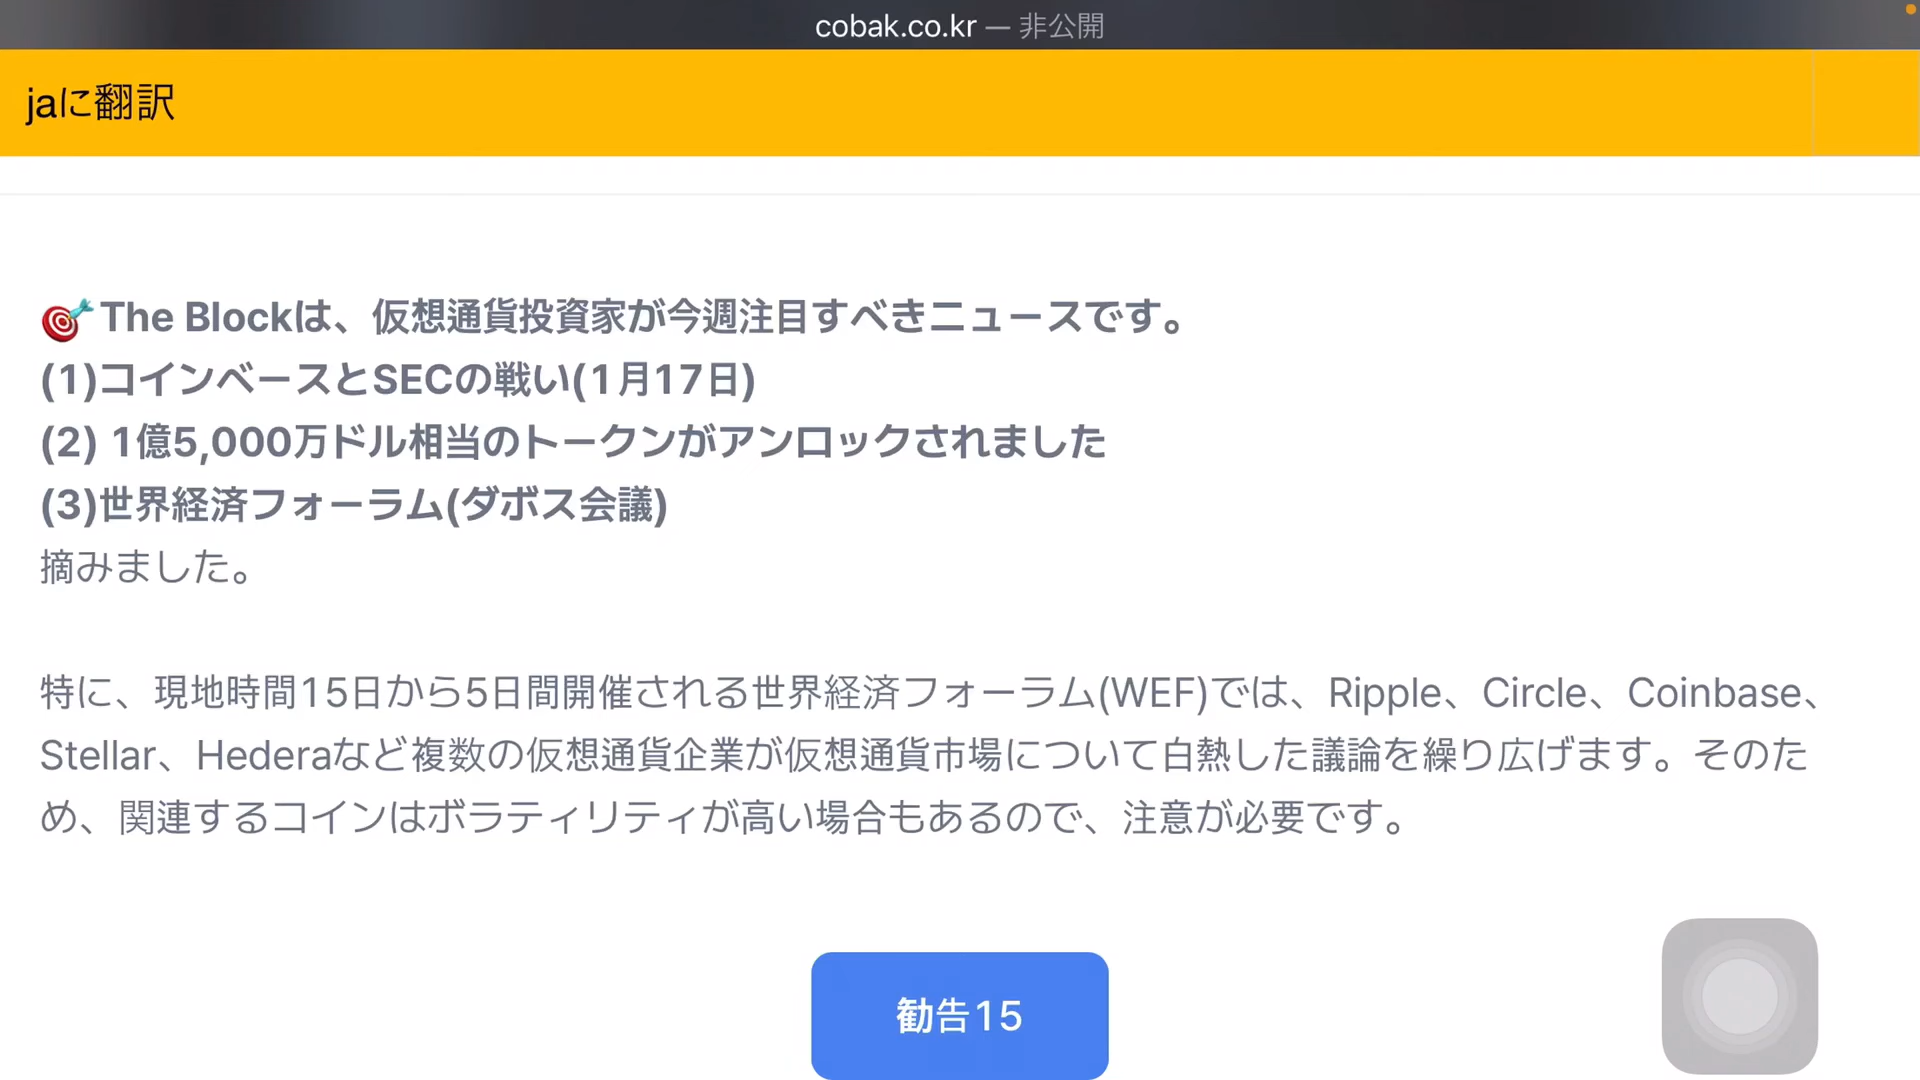 cobak.co.kr — 非公開
jaに翻訳
🎯The Blockは、仮想通貨投資家が今週注目すべきニュースです。
(1)コインベースとSECの戦い(1月17日)
(2) 1億5,000万ドル相当のトークンがアンロックされました
(3)世界経済フォーラム(ダボス会議)
摘みました。
特に、現地時間15日から5日間開催される世界経済フォーラム(WEF)では、Ripple、Circle、Coinbase、
Stellar、Hederaなど複数の仮想通貨企業が仮想通貨市場について白熱した議論を繰り広げます。そのた
め、関連するコインはボラティリティが高い場合もあるので、注意が必要です。
勧告15